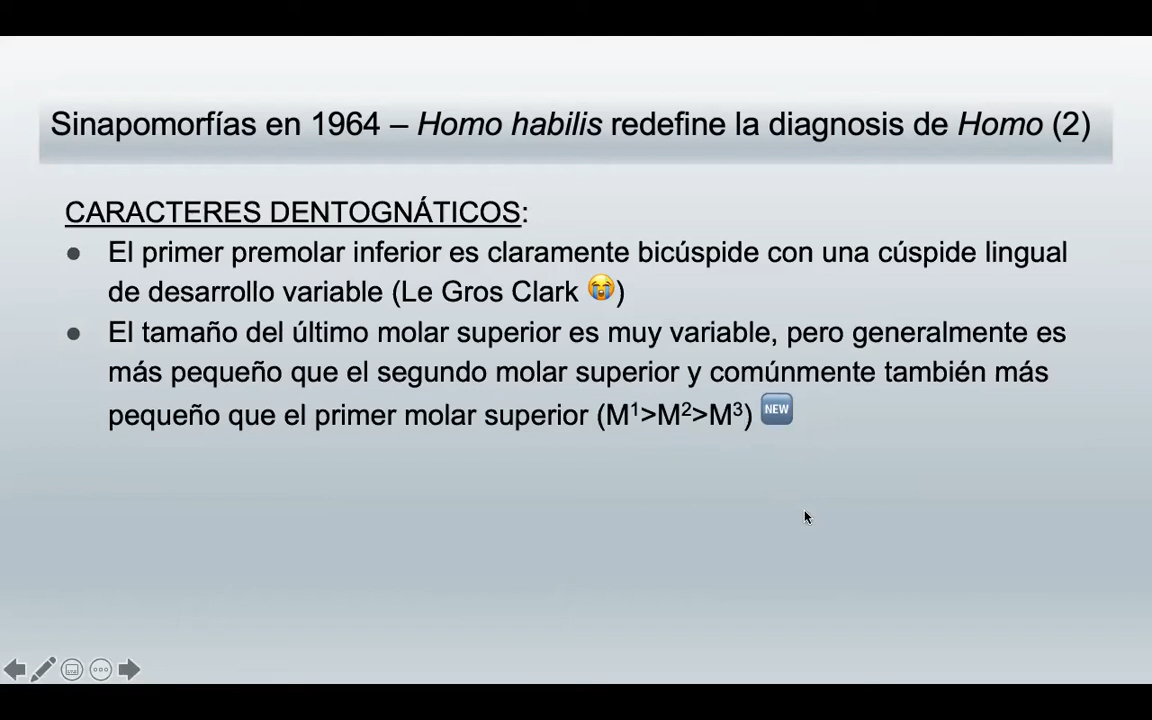 Sinapomorfías en 1964 – Homo habilis redefine la diagnosis de Homo (2)
CARACTERES DENTOGNÁTICOS:
● El primer premolar inferior es claramente bicúspide con una cúspide lingual
de desarrollo variable (Le Gros Clark 😭)
● El tamaño del último molar superior es muy variable, pero generalmente es
más pequeño que el segundo molar superior y comúnmente también más
pequeño que el primer molar superior (M¹>M²>M³) 🆕